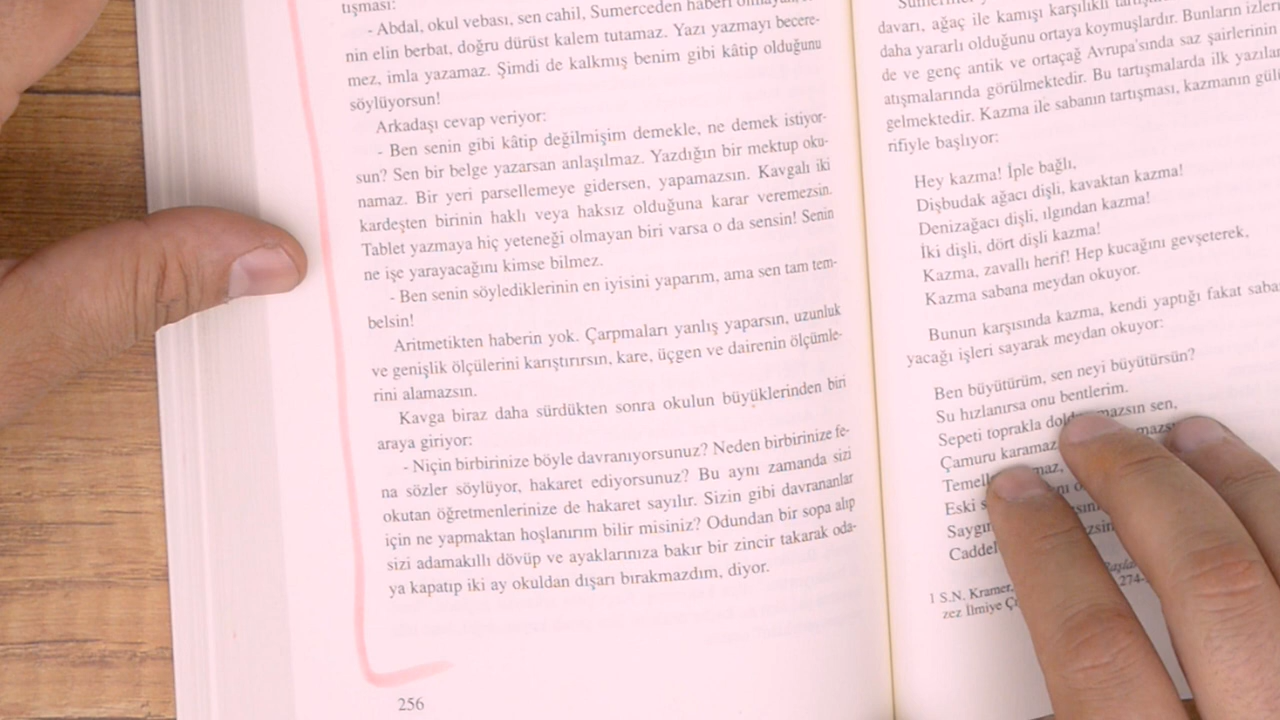 tışması:
- Abdal, okul vebası, sen cahil, Sumerceden haberi
nin elin berbat, doğru dürüst kalem tutamaz. Yazı yazmayı becere-
mez, imla yazamaz. Şimdi de kalkmış benim gibi kâtip olduğunu
söylüyorsun!
Arkadaşı cevap veriyor:
- Ben senin gibi kâtip değilmişim demekle, ne demek istiyor-
sun? Sen bir belge yazarsan anlaşılmaz. Yazdığın bir mektup oku-
namaz. Bir yeri parsellemeye gidersen, yapamazsın. Kavgalı iki
kardeşten birinin haklı veya haksız olduğuna karar veremezsin.
Tablet yazmaya hiç yeteneği olmayan biri varsa o da sensin! Senin
ne işe yarayacağını kimse bilmez.
- Ben senin söylediklerinin en iyisini yaparım, ama sen tam tem-
belsin!
Aritmetikten haberin yok. Çarpmaları yanlış yaparsın, uzunluk
ve genişlik ölçülerini karıştırırsın, kare, üçgen ve dairenin ölçümle-
rini alamazsın.
Kavga biraz daha sürdükten sonra okulun büyüklerinden biri
araya giriyor:
- Niçin birbirinize böyle davranıyorsunuz? Neden birbirinize fe-
na sözler söylüyor, hakaret ediyorsunuz? Bu aynı zamanda sizi
okutan öğretmenlerinize de hakaret sayılır. Sizin gibi davrananlar
için ne yapmaktan hoşlanırım bilir misiniz? Odundan bir sopa alıp
sizi adamakıllı dövüp ve ayaklarınıza bakır bir zincir takarak oda-
ya kapatıp iki ay okuldan dışarı bırakmazdım, diyor.
256
davarı, ağaç ile kamışı karşılıklı
daha yararlı olduğunu ortaya koymuşlardır. Bunların izleri
de ve genç antik ve ortaçağ Avrupa'sında saz şairlerinin
atışmalarında görülmektedir. Bu tartışmalarda ilk
gelmektedir. Kazma ile sabanın tartışması, kazmanın
rifiyle başlıyor:
Hey kazma! İple bağlı,
Dişbudak ağacı dişli, kavaktan kazma!
Denizağacı dişli, ılgından kazma!
İki dişli, dört dişli kazma!
Kazma, zavallı herif! Hep kucağını gevşeterek,
Kazma sabana meydan okuyor.
Bunun karşısında kazma, kendi yaptığı fakat
yacağı işleri sayarak meydan okuyor:
Ben büyütürüm, sen neyi büyütürsün?
Su hızlanırsa onu bentlerim.
Sepeti toprakla sen,
Çamuru
Eski
1 S.N. Kramer,
zez İlmiye